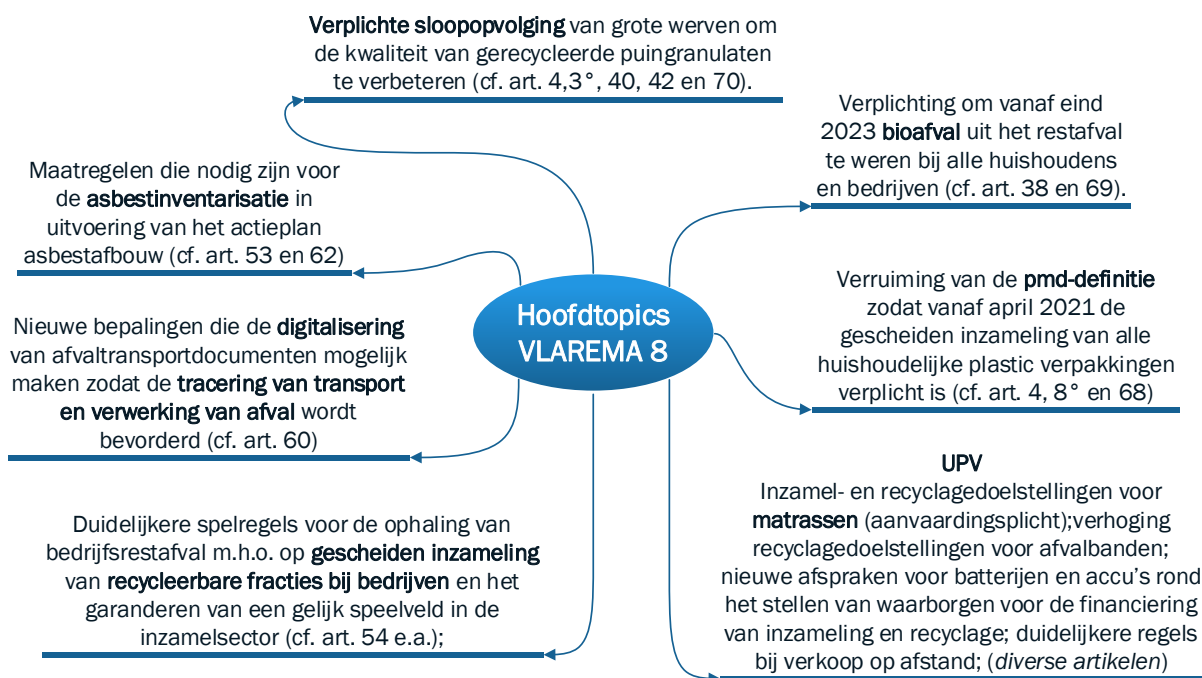 Verplichte sloopopvolging van grote werven om
de kwaliteit van gerecycleerde puingranulaten
te verbeteren (cf. art. 4,3°, 40, 42 en 70).
Verplichting om vanaf eind
2023 bioafval uit het restafval
te weren bij alle huishoudens
en bedrijven (cf. art. 38 en 69).
Maatregelen die nodig zijn voor
de asbestinventarisatie in
uitvoering van het actieplan
asbestafbouw (cf. art. 53 en 62)
Hoofdtopics
VLAREMA 8
Verruiming van de pmd-definitie
zodat vanaf april 2021 de
gescheiden inzameling van alle
huishoudelijke plastic verpakkingen
verplicht is (cf. art. 4, 8° en 68)
Nieuwe bepalingen die de digitalisering
van afvaltransportdocumenten mogelijk
maken zodat de tracering van transport
en verwerking van afval wordt
bevorderd (cf. art. 60)
UPV
Inzamel- en recyclagedoelstellingen voor
matrassen (aanvaardingsplicht);verhoging
recyclagedoelstellingen voor afvalbanden;
nieuwe afspraken voor batterijen en accu's rond
het stellen van waarborgen voor de financiering
van inzameling en recyclage; duidelijkere regels
bij verkoop op afstand; (diverse artikelen)
Duidelijkere spelregels voor de ophaling van
bedrijfsrestafval m.h.o. op gescheiden inzameling
van recycleerbare fracties bij bedrijven en het
garanderen van een gelijk speelveld in de
inzamelsector (cf. art. 54 e.a.);